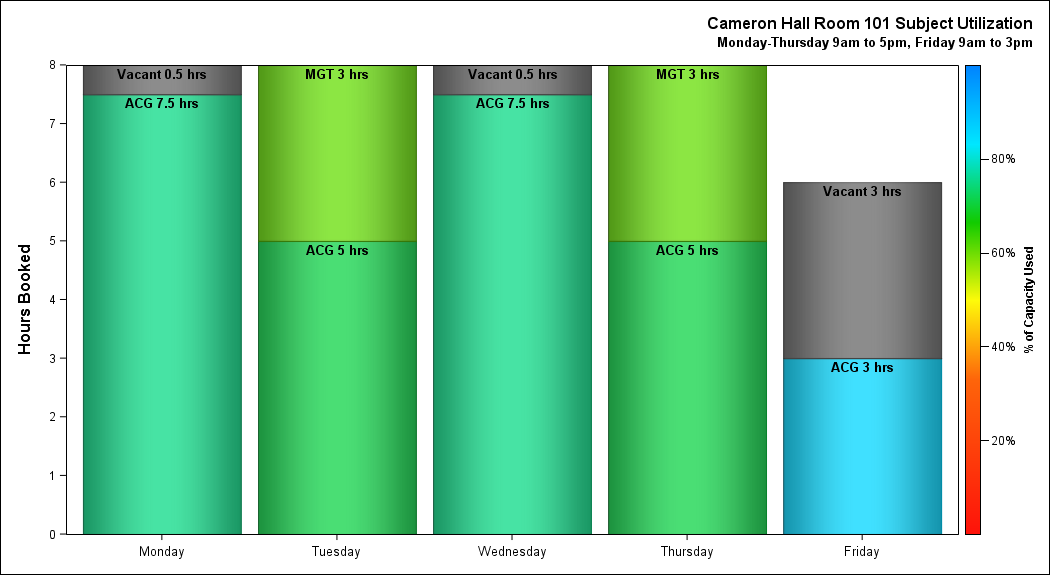 Cameron Hall Room 101 Subject Utilization
Monday-Thursday 9am to 5pm, Friday 9am to 3pm
Hours Booked
8
7
6
5
4
3
2
1
0
Vacant 0.5 hrs
ACG 7.5 hrs
MGT 3 hrs
ACG 5 hrs
Vacant 0.5 hrs
ACG 7.5 hrs
MGT 3 hrs
ACG 5 hrs
Vacant 3 hrs
ACG 3 hrs
Monday
Tuesday
Wednesday
Thursday
Friday
80%
60%
40%
20%
% of Capacity Used